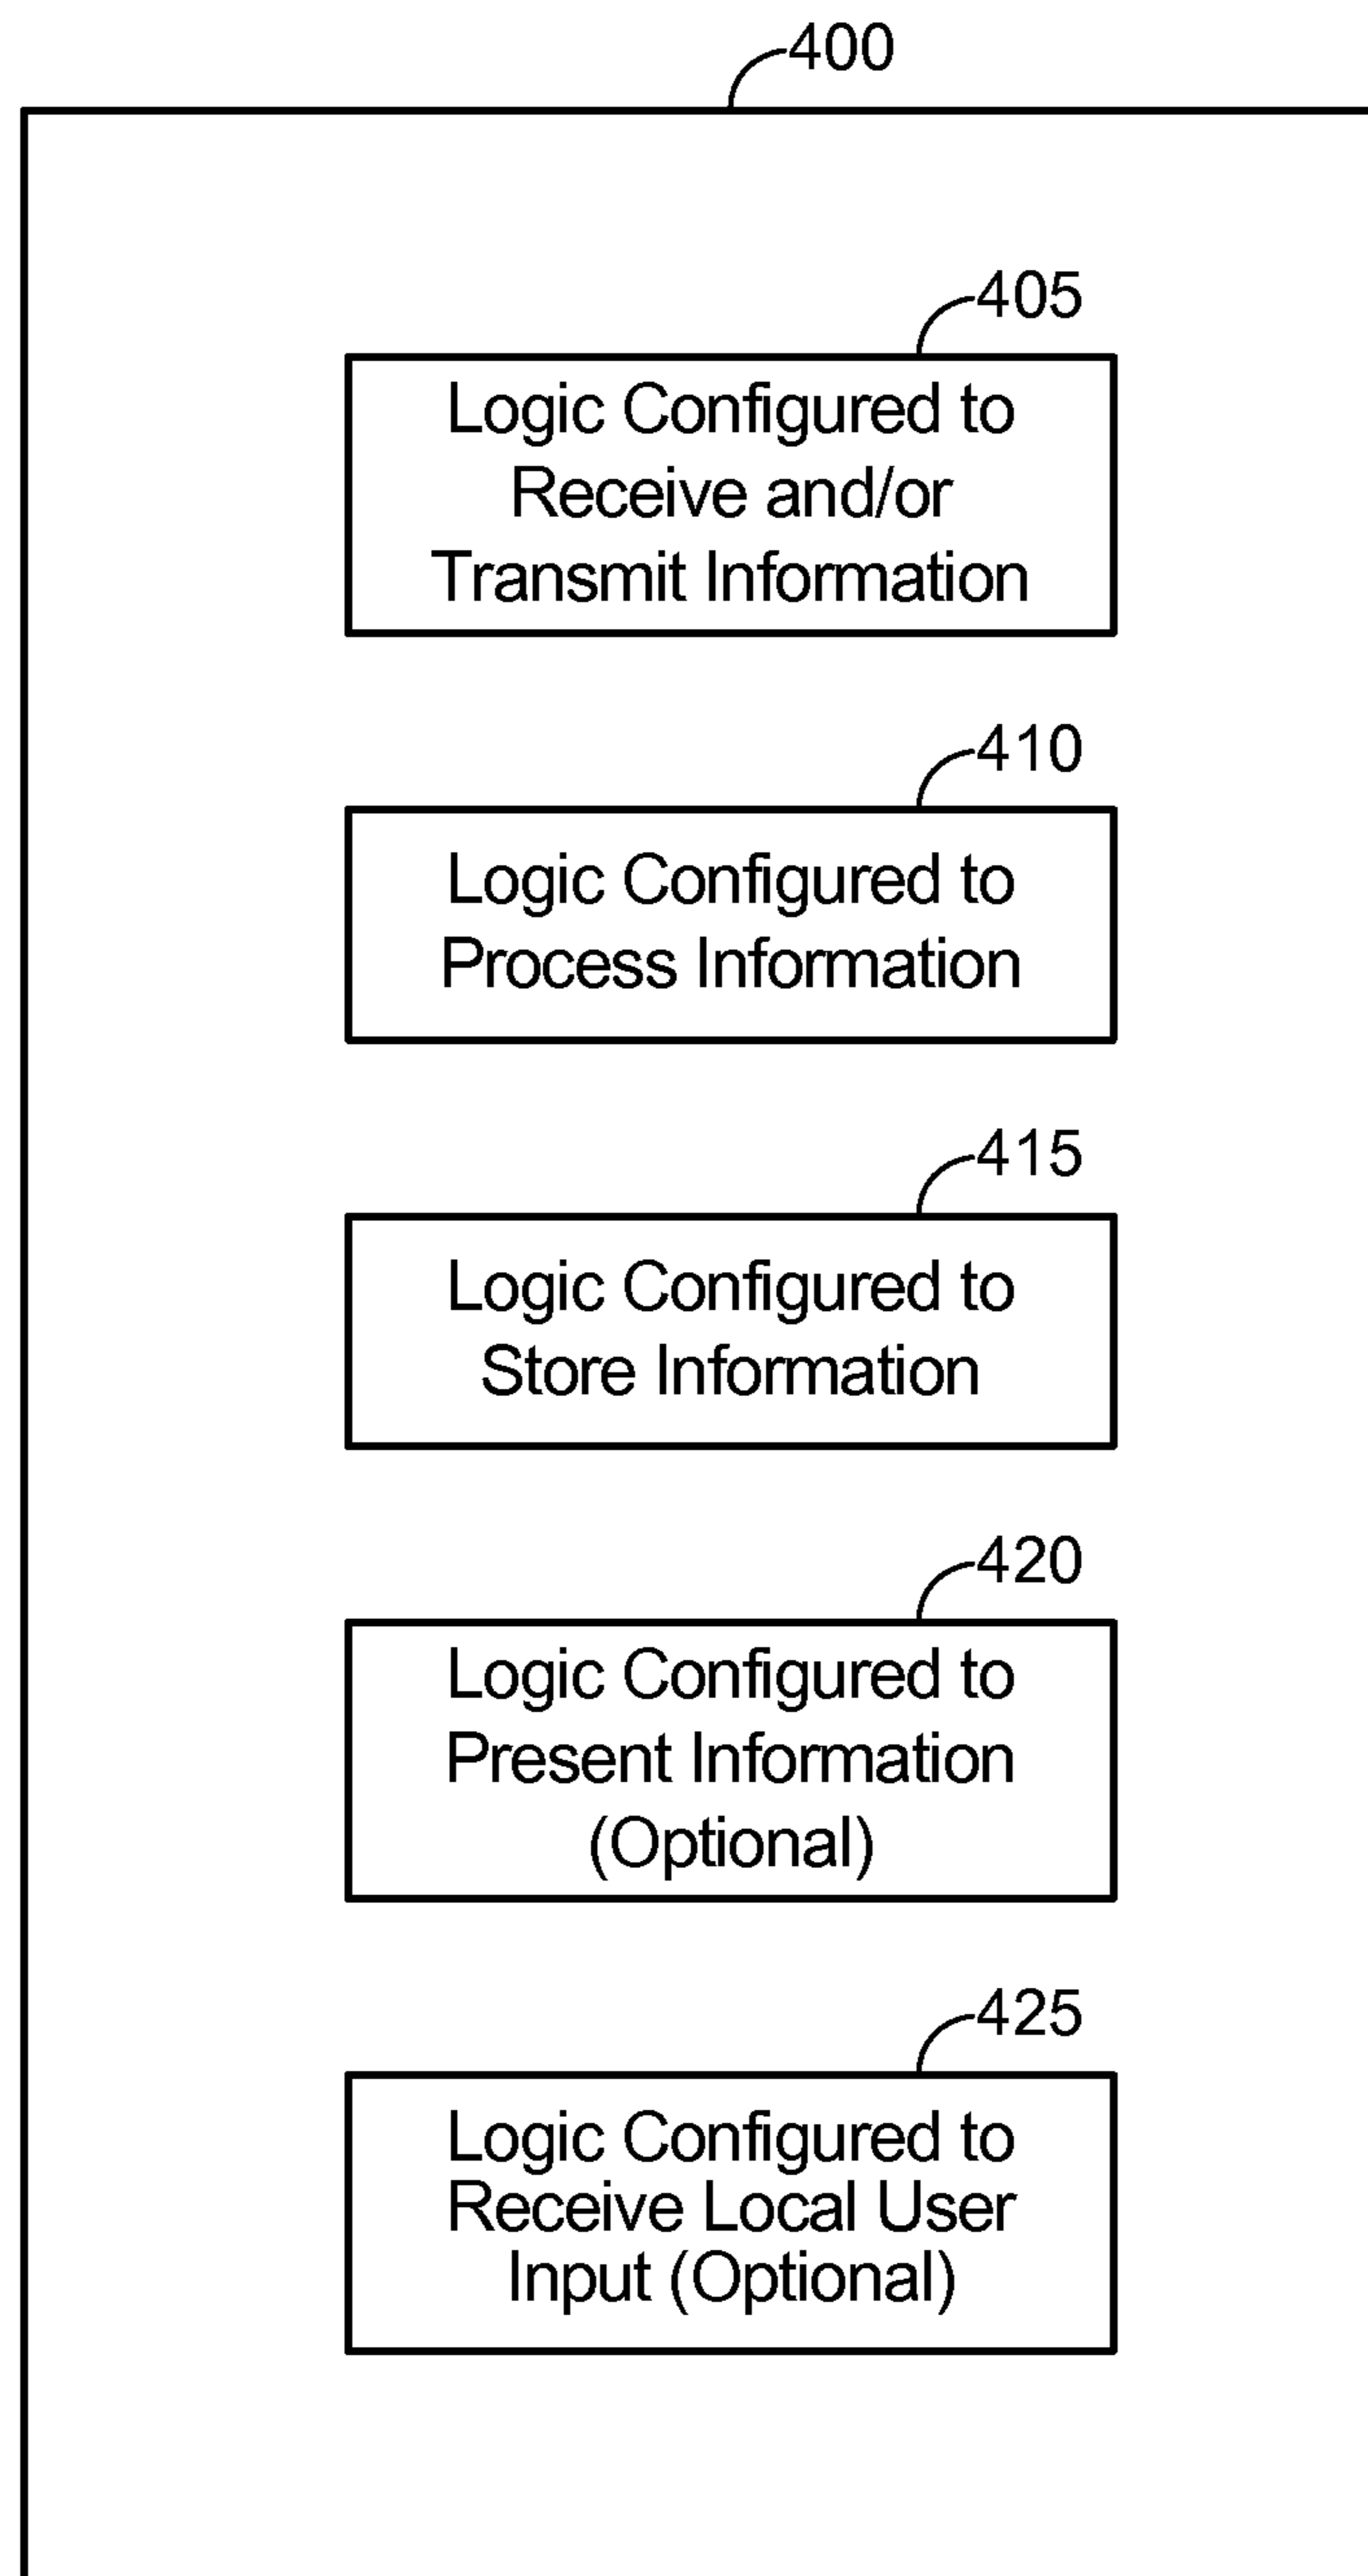 400
405
Logic Configured to
Receive and/or
Transmit Information
410
Logic Configured to
Process Information
415
Logic Configured to
Store Information
420
Logic Configured to
Present Information
(Optional)
425
Logic Configured to
Receive Local User
Input (Optional)